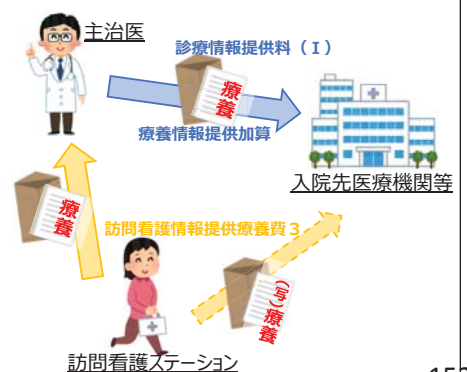 主治医
診療情報提供料（Ⅰ）
療養
療養情報提供加算
入院先医療機関等
療養
訪問看護情報提供療養費３
（写）療養
訪問看護ステーション